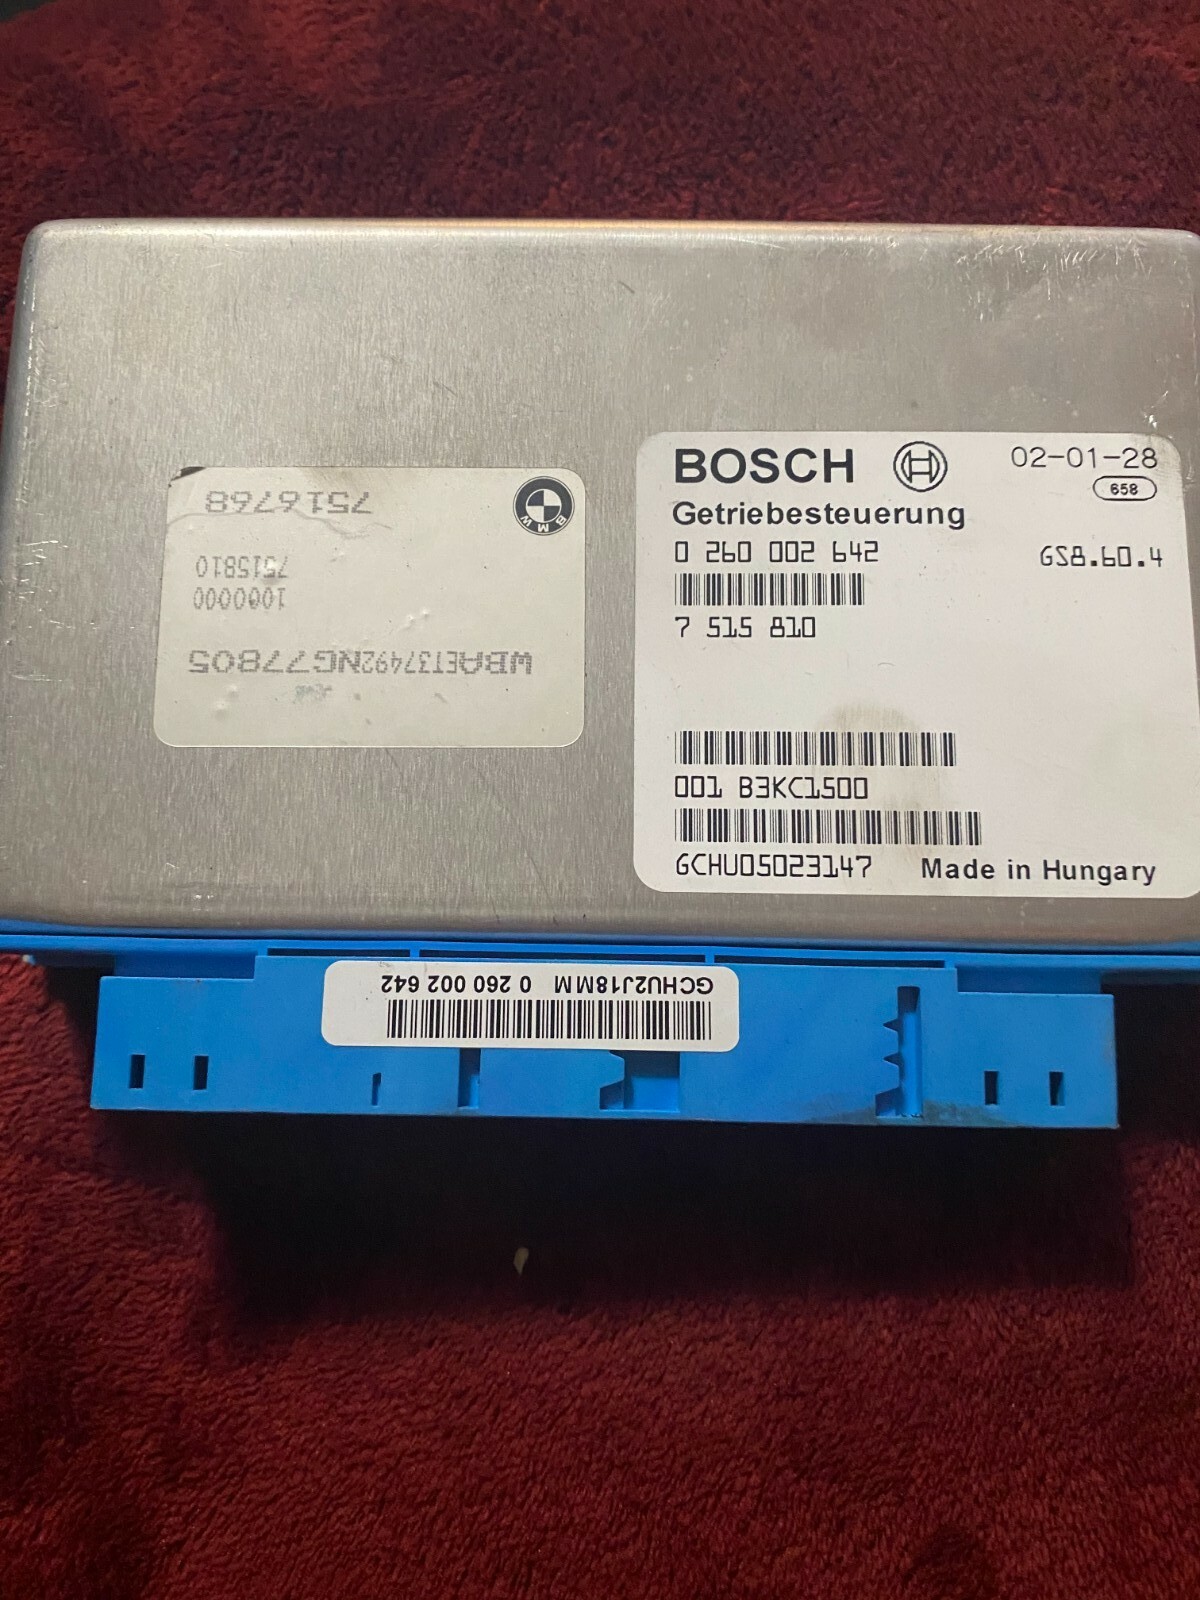 7516768
BMW
7515810
1000000
WBAET37492NG77805
BOSCH
02-01-28
658
Getriebesteuerung
0 260 002 642
GS8.60.4
7 515 810
001 B3KC1500
GCHU05023147
Made in Hungary
GCHU2J18MM 0 260 002 642